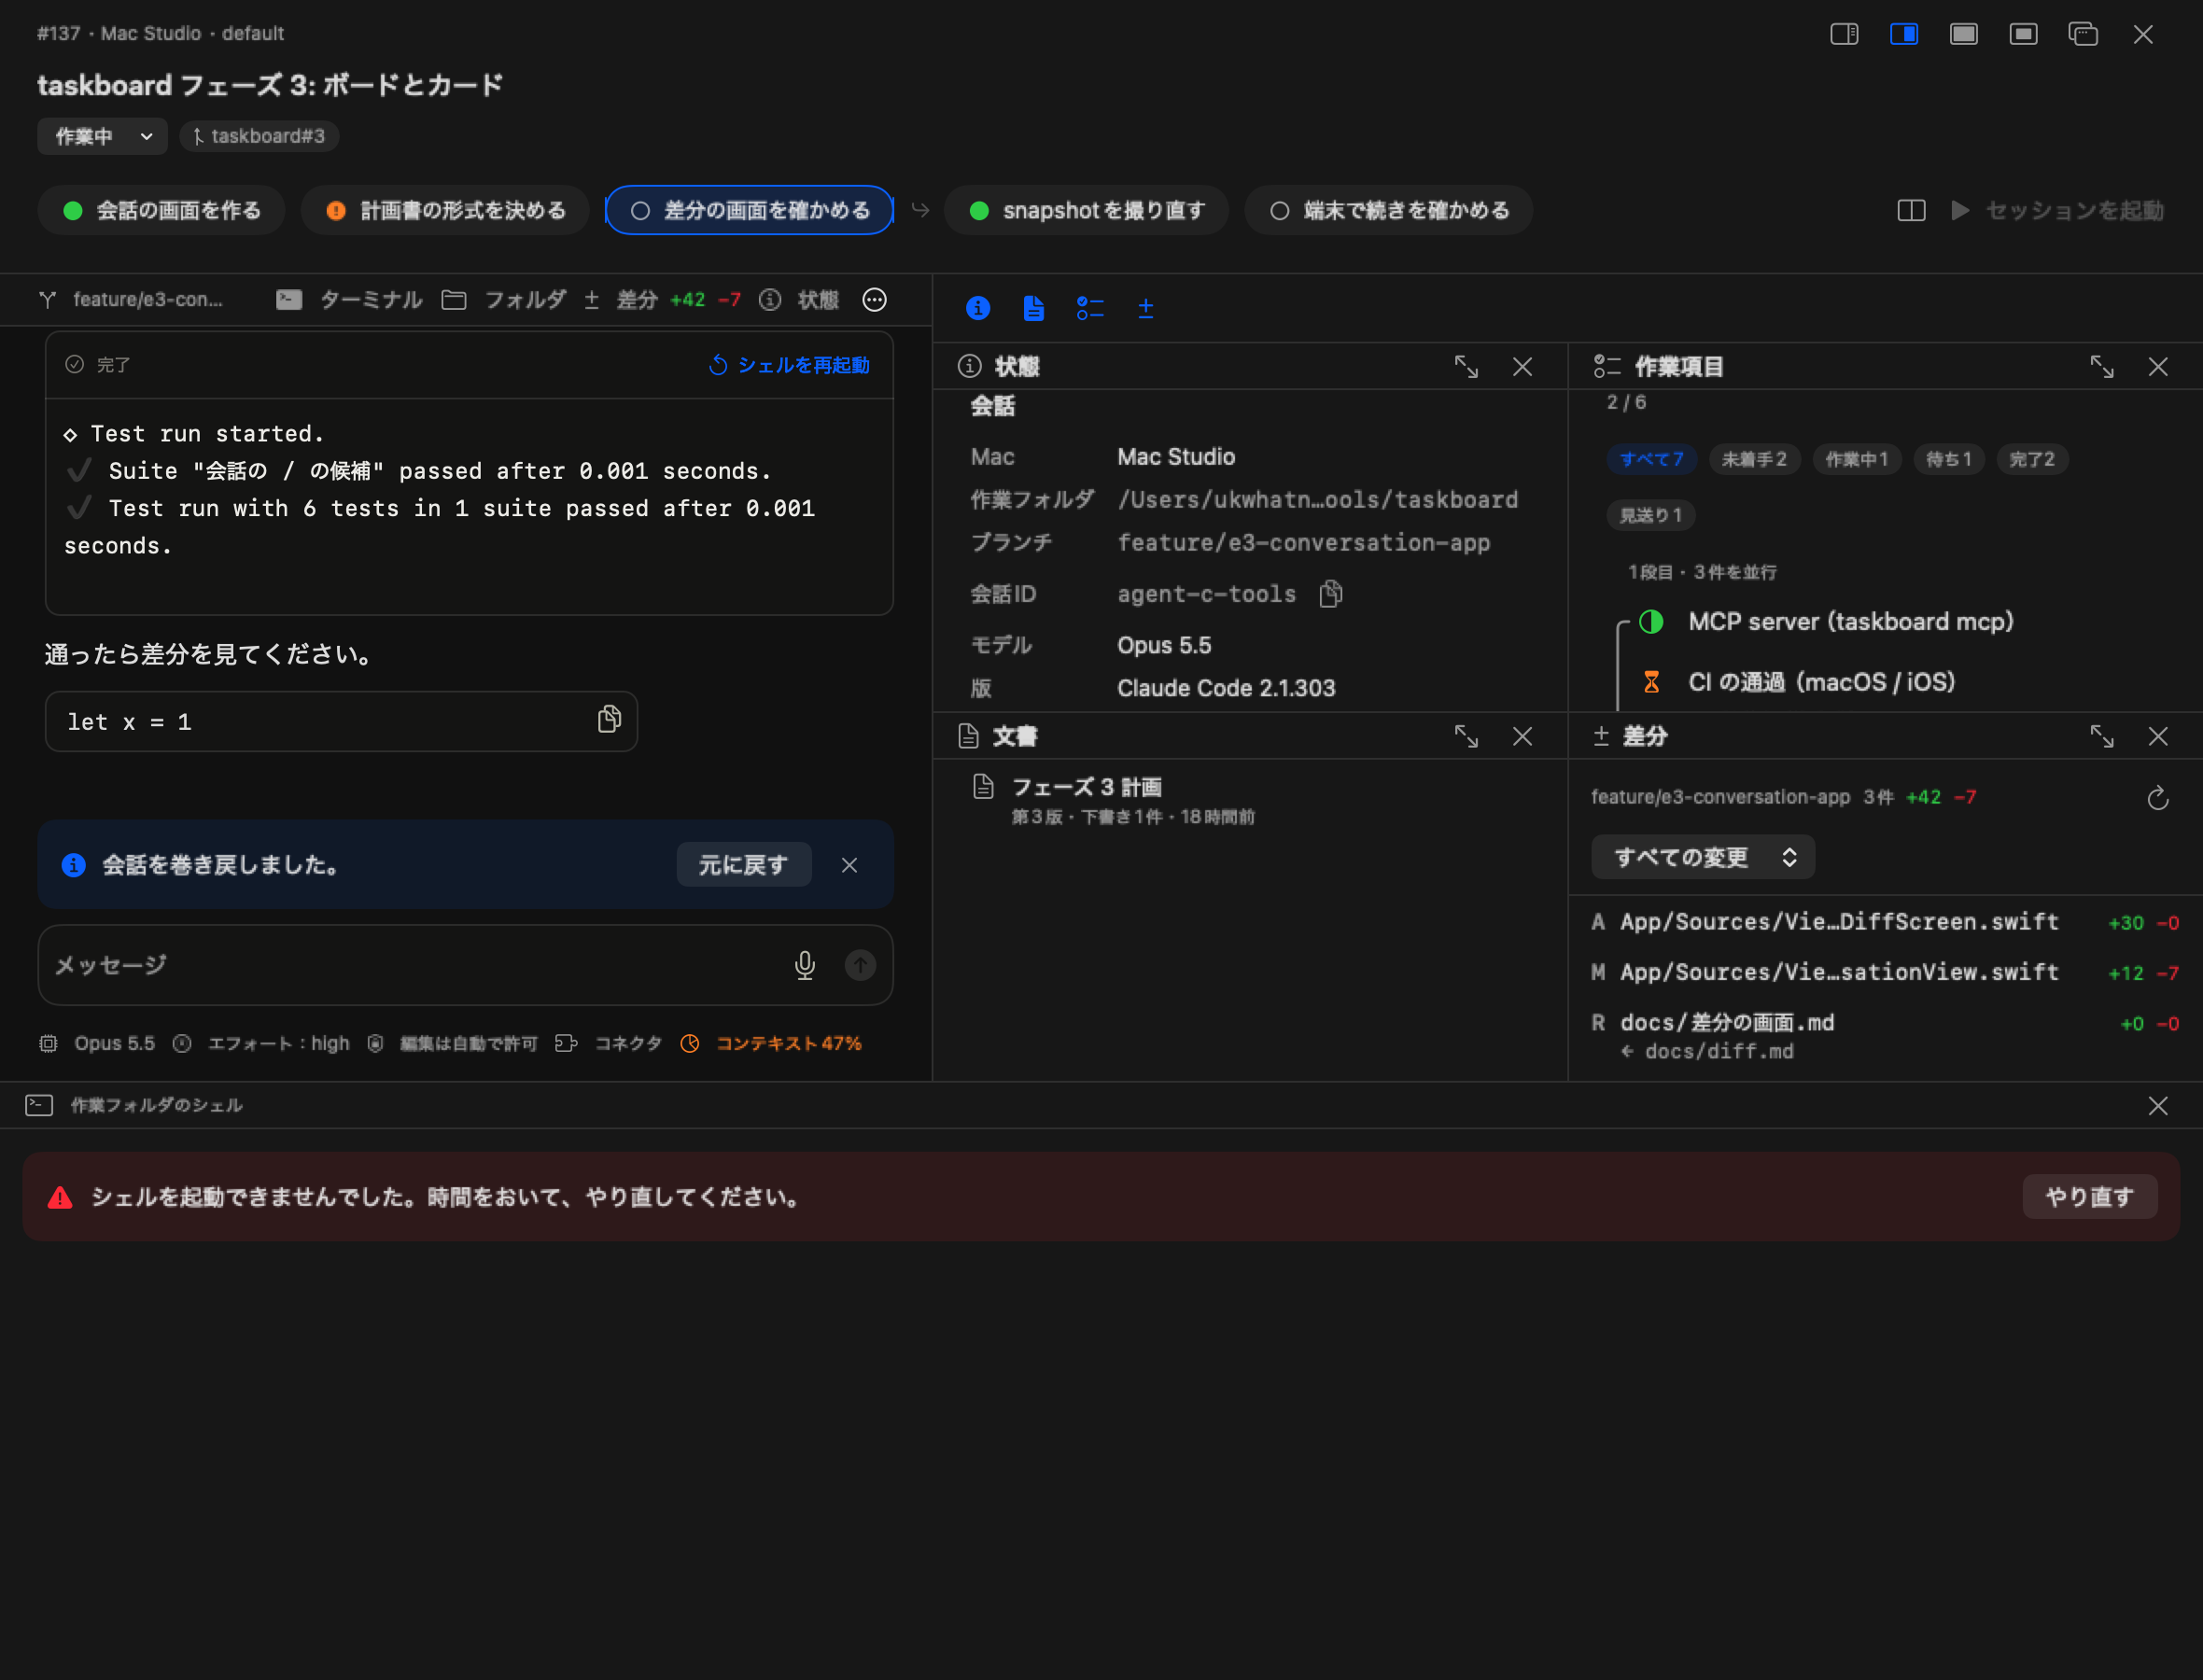 #137・Mac Studio・default
taskboard フェーズ 3: ボードとカード
作業中
taskboard#3
会話の画面を作る
計画書の形式を決める
差分の画面を確かめる
snapshotを撮り直す
端末で続きを確かめる
セッションを起動
feature/e3-con…
ターミナル
フォルダ
差分 +42 −7
状態
完了
シェルを再起動
◇ Test run started.
✔ Suite "会話の / の候補" passed after 0.001 seconds.
✔ Test run with 6 tests in 1 suite passed after 0.001
seconds.
通ったら差分を見てください。
let x = 1
会話を巻き戻しました。
元に戻す
メッセージ
Opus 5.5
エフォート：high
編集は自動で許可
コネクタ
コンテキスト 47%
状態
会話
Mac Mac Studio
作業フォルダ /Users/ukwhatn…ools/taskboard
ブランチ feature/e3-conversation-app
会話ID agent-c-tools
モデル Opus 5.5
版 Claude Code 2.1.303
作業項目
2 / 6
すべて 7
未着手 2
作業中 1
待ち 1
完了2
見送り 1
1段目・3件を並行
MCP server (taskboard mcp)
CI の通過 (macOS / iOS)
文書
フェーズ 3 計画
第3版・下書き1件・18時間前
差分
feature/e3-conversation-app 3件 +42 −7
すべての変更
A App/Sources/Vie…DiffScreen.swift +30 −0
M App/Sources/Vie…sationView.swift +12 −7
R docs/差分の画面.md +0 −0
← docs/diff.md
作業フォルダのシェル
シェルを起動できませんでした。時間をおいて、やり直してください。
やり直す